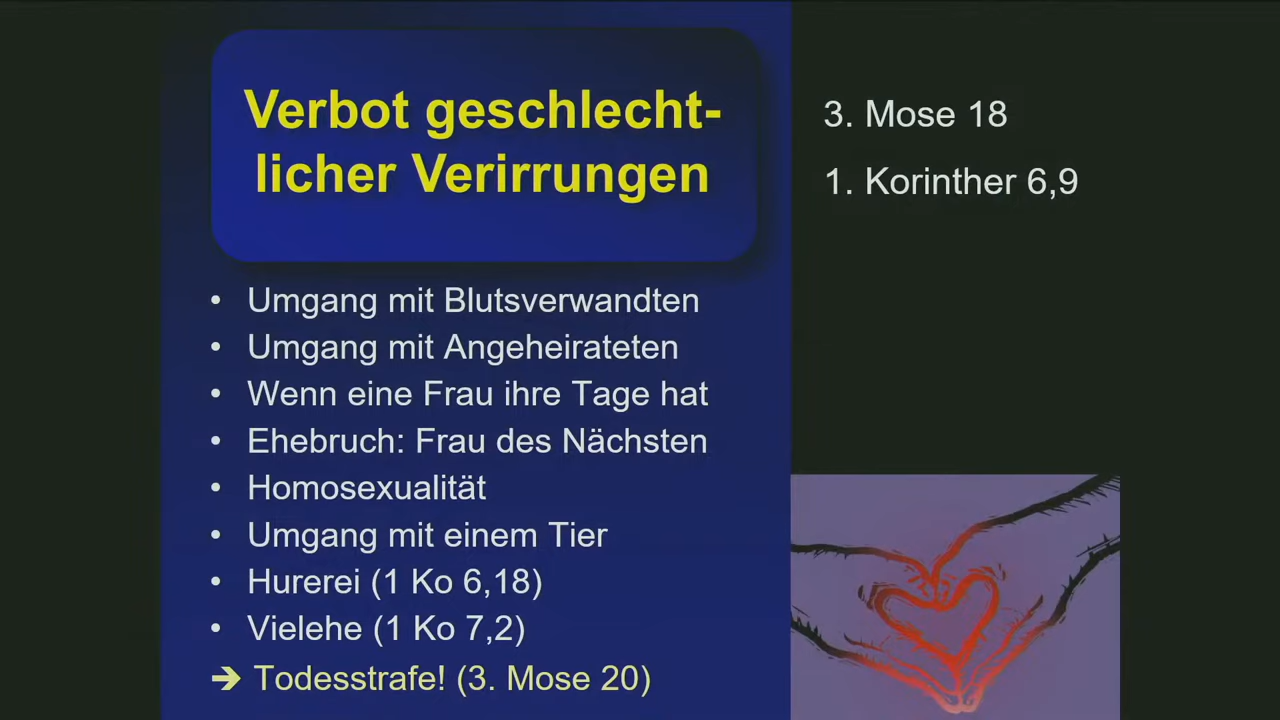 Verbot geschlecht-
licher Verirrungen
• Umgang mit Blutsverwandten
• Umgang mit Angeheirateten
• Wenn eine Frau ihre Tage hat
• Ehebruch: Frau des Nächsten
• Homosexualität
• Umgang mit einem Tier
• Hurerei (1 Ko 6,18)
• Vielehe (1 Ko 7,2)
➔ Todesstrafe! (3. Mose 20)
3. Mose 18
1. Korinther 6,9